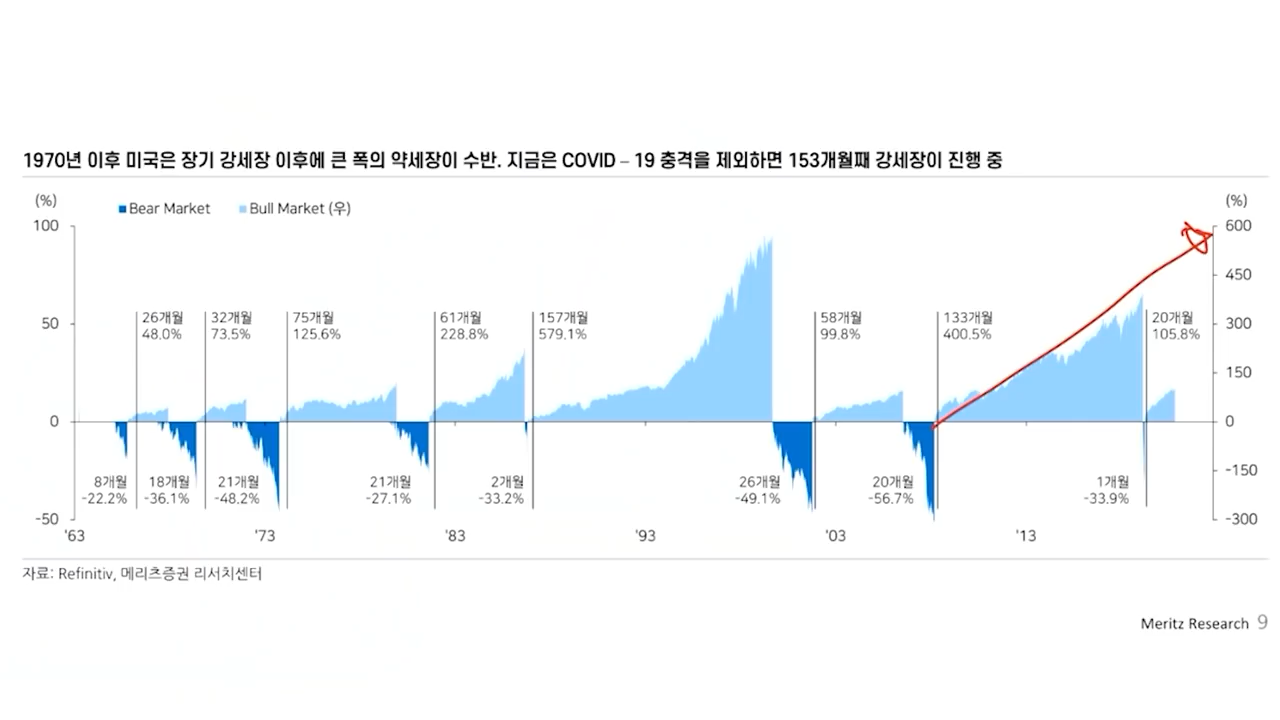 1970년 이후 미국은 장기 강세장 이후에 큰 폭의 약세장이 수반. 지금은 COVID – 19 충격을 제외하면 153개월째 강세장이 진행 중
(%)
Bear Market
Bull Market (우)
(%)
100
50
0
-50
600
450
300
150
0
-150
-300
26개월
48.0%
32개월
73.5%
75개월
125.6%
61개월
228.8%
157개월
579.1%
58개월
99.8%
133개월
400.5%
20개월
105.8%
8개월
-22.2%
18개월
-36.1%
21개월
-48.2%
21개월
-27.1%
2개월
-33.2%
26개월
-49.1%
20개월
-56.7%
1개월
-33.9%
'63
'73
'83
'93
'03
'13
자료: Refinitiv, 메리츠증권 리서치센터
Meritz Research 9